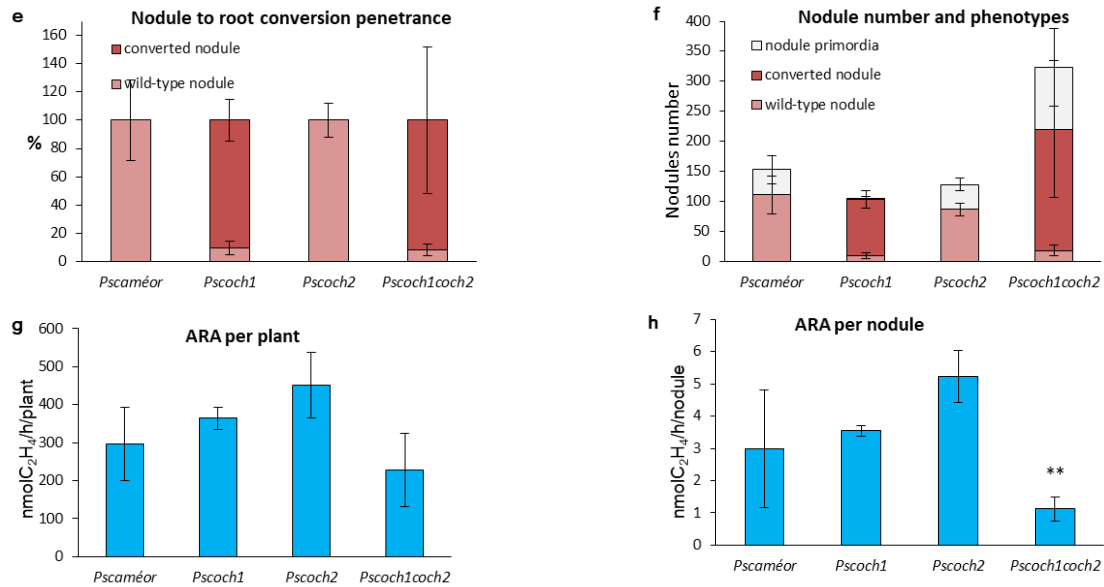 e
Nodule to root conversion penetrance
160
140
120
100
80
60
40
20
0
%
converted nodule
wild-type nodule
Pscaméor
Pscoch1
Pscoch2
Pscoch1coch2
f
Nodule number and phenotypes
400
350
300
250
200
150
100
50
0
Nodules number
nodule primordia
converted nodule
wild-type nodule
Pscaméor
Pscoch1
Pscoch2
Pscoch1coch2
g
ARA per plant
600
500
400
300
200
100
0
nmolC₂H₄/h/plant
Pscaméor
Pscoch1
Pscoch2
Pscoch1coch2
h
ARA per nodule
7
6
5
4
3
2
1
0
nmolC₂H₄/h/nodule
**
Pscaméor
Pscoch1
Pscoch2
Pscoch1coch2